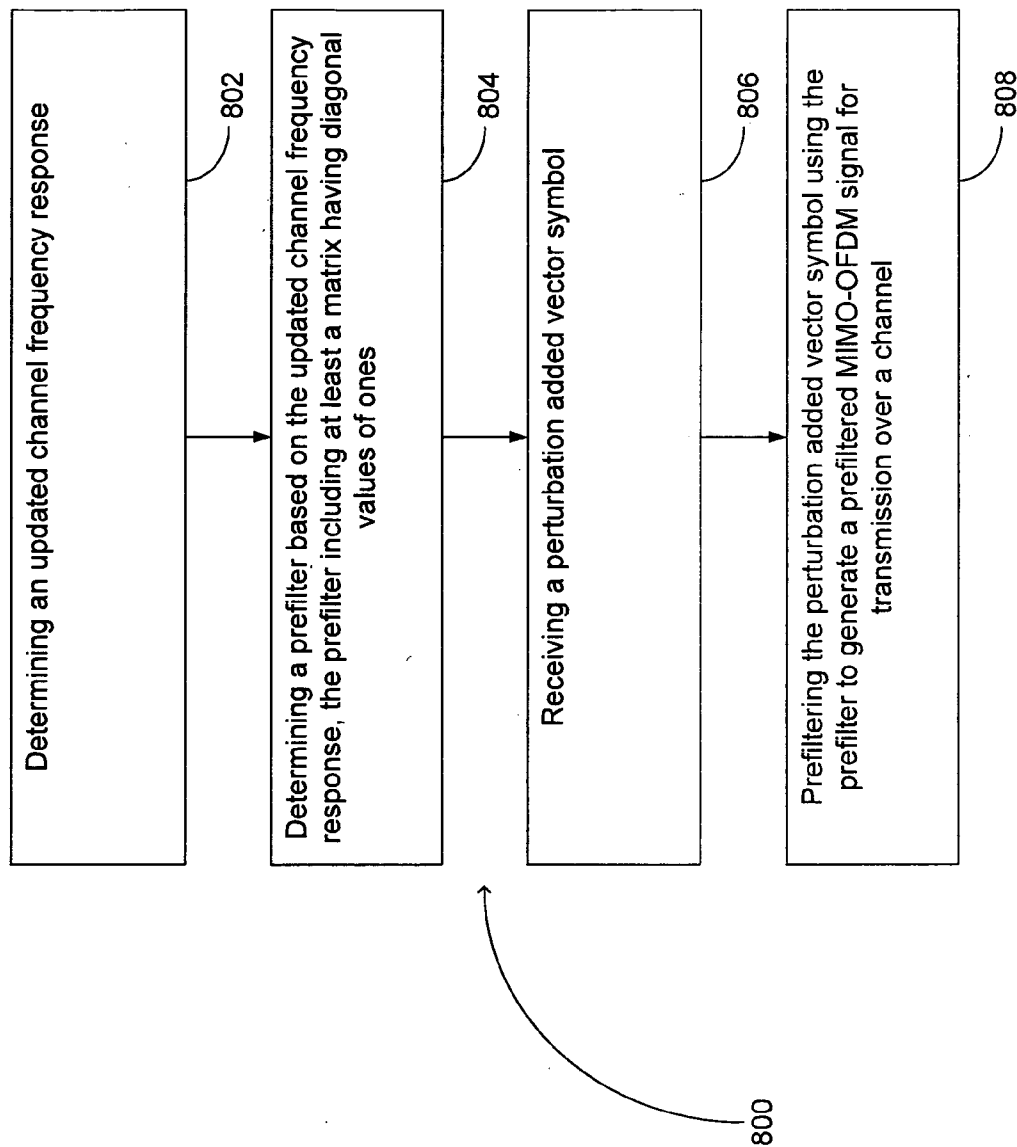 Determining an updated channel frequency response
802
Determining a prefilter based on the updated channel frequency
response, the prefilter including at least a matrix having diagonal
values of ones
804
Receiving a perturbation added vector symbol
806
Prefiltering the perturbation added vector symbol using the
prefilter to generate a prefiltered MIMO-OFDM signal for
transmission over a channel
808
800